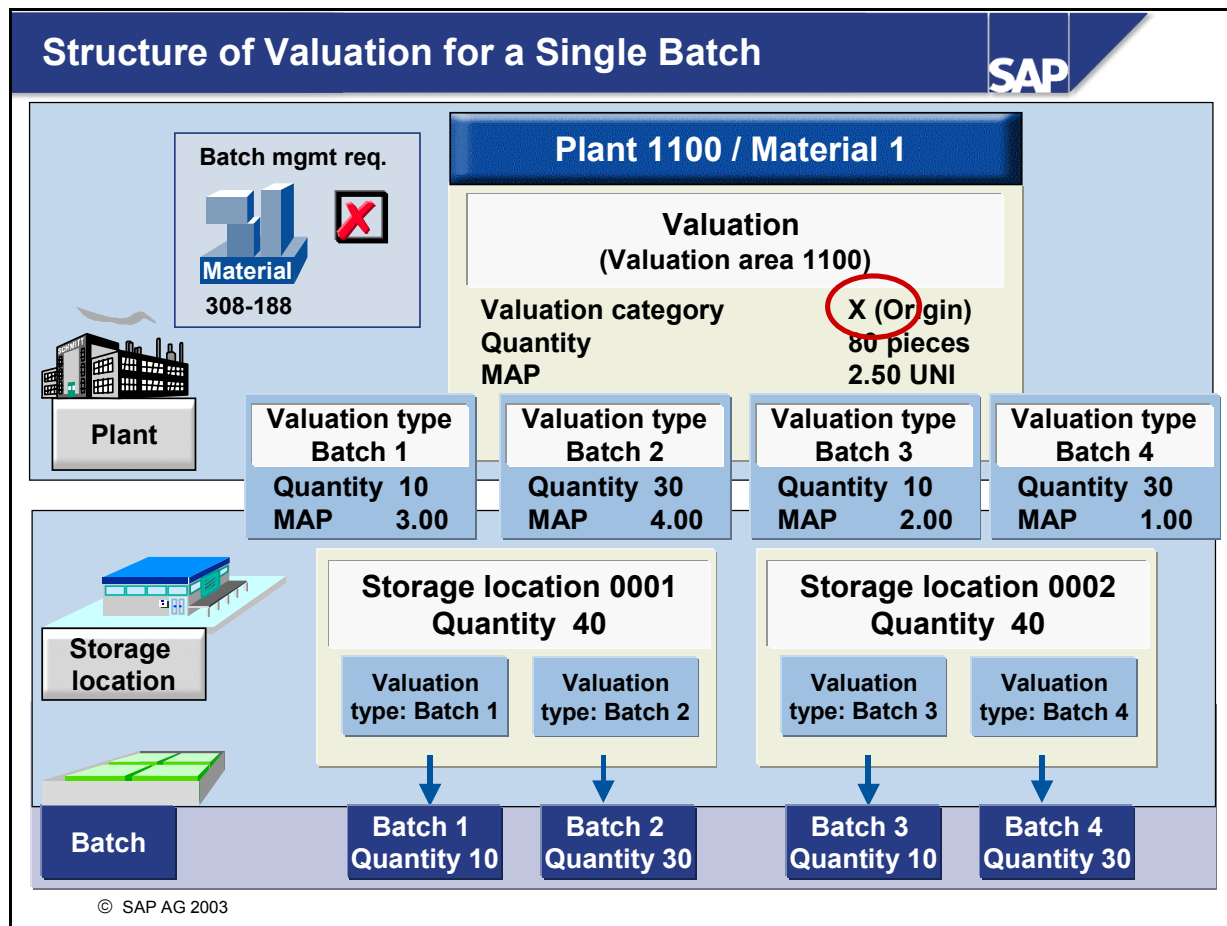 Structure of Valuation for a Single Batch
SAP
Batch mgmt req.
Material
308-188
Plant 1100 / Material 1
Valuation
(Valuation area 1100)
Valuation category X (Origin)
Quantity 80 pieces
MAP 2.50 UNI
SCHMITT
Plant
Valuation type
Batch 1
Quantity 10
MAP 3.00
Valuation type
Batch 2
Quantity 30
MAP 4.00
Valuation type
Batch 3
Quantity 10
MAP 2.00
Valuation type
Batch 4
Quantity 30
MAP 1.00
Storage
location
Storage location 0001
Quantity 40
Valuation
type: Batch 1
Valuation
type: Batch 2
Storage location 0002
Quantity 40
Valuation
type: Batch 3
Valuation
type: Batch 4
Batch
Batch 1
Quantity 10
Batch 2
Quantity 30
Batch 3
Quantity 10
Batch 4
Quantity 30
© SAP AG 2003